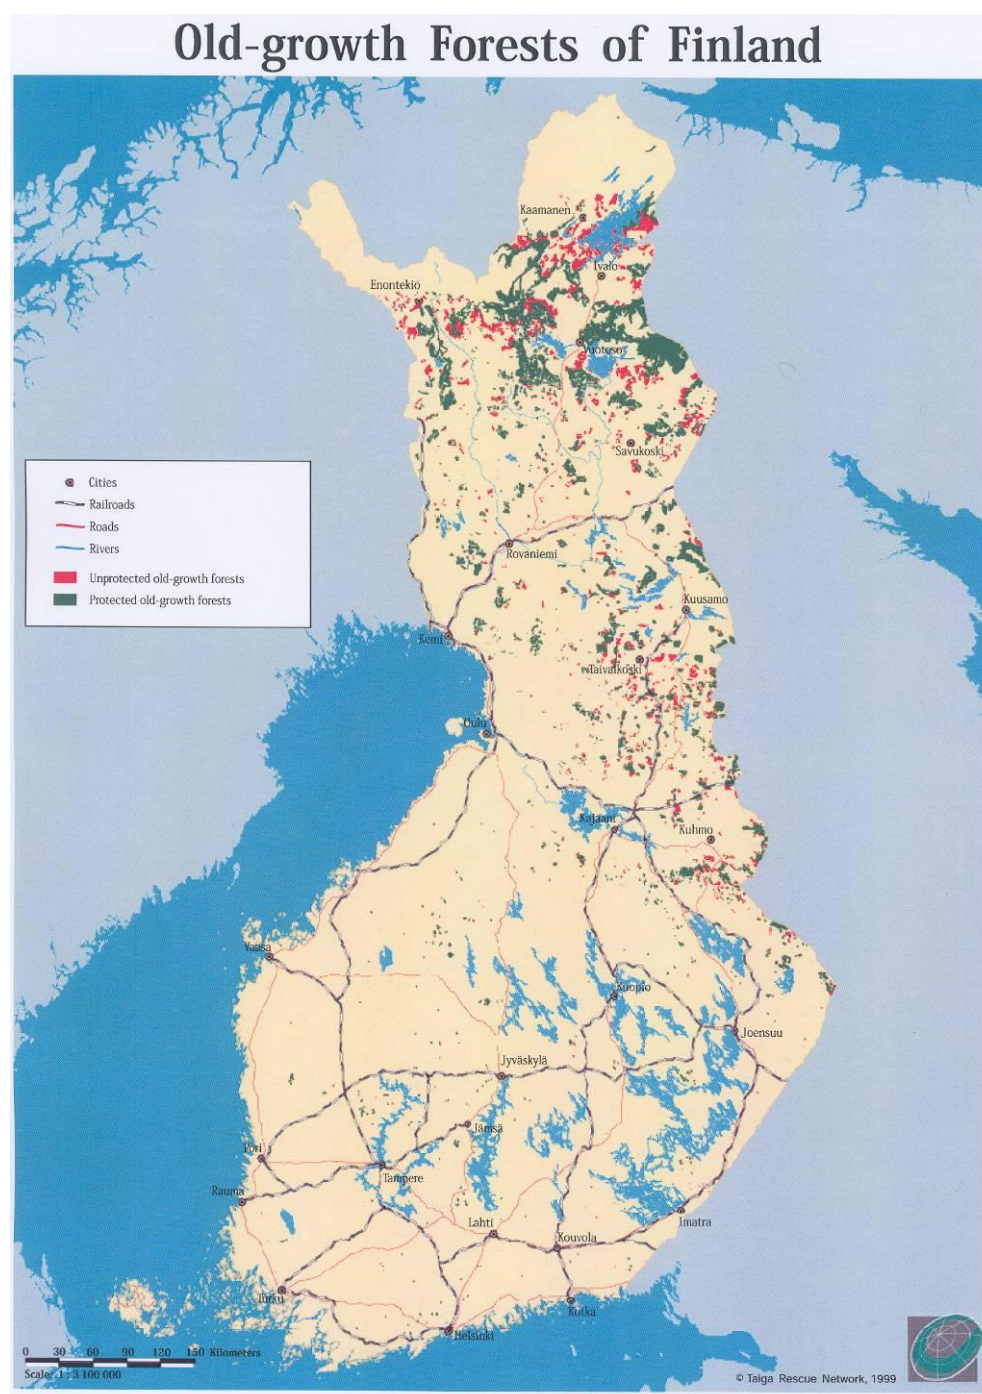 Old-growth Forests of Finland
Kaamanen
Ivalo
Enontekiö
Vuotoso
Savukoski
Cities
Railroads
Roads
Rivers
Unprotected old-growth forests
Protected old-growth forests
Rovaniemi
Kuusamo
Kemi
Taivalkoski
Oulu
Kajaani
Kuhmo
Vaasa
Kuopio
Joensuu
Jyväskylä
Jämsä
Pori
Tampere
Rauma
Imatra
Lahti
Kouvola
Turku
Kotka
Helsinki
0 30 60 90 120 150 Kilometers
Scale: 1 : 3 100 000
© Taiga Rescue Network, 1999